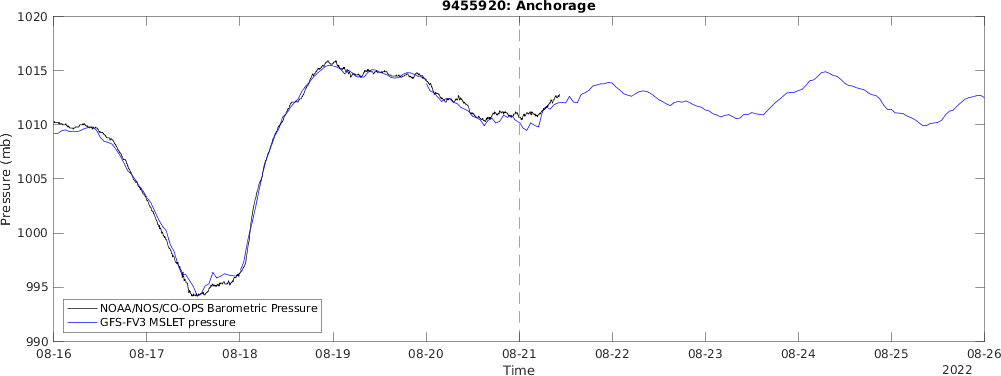 9455920: Anchorage
1020
1015
1010
1005
1000
995
990
Pressure (mb)
NOAA/NOS/CO-OPS Barometric Pressure
GFS-FV3 MSLET pressure
08-16 08-17 08-18 08-19 08-20 08-21 08-22 08-23 08-24 08-25 08-26
Time
2022